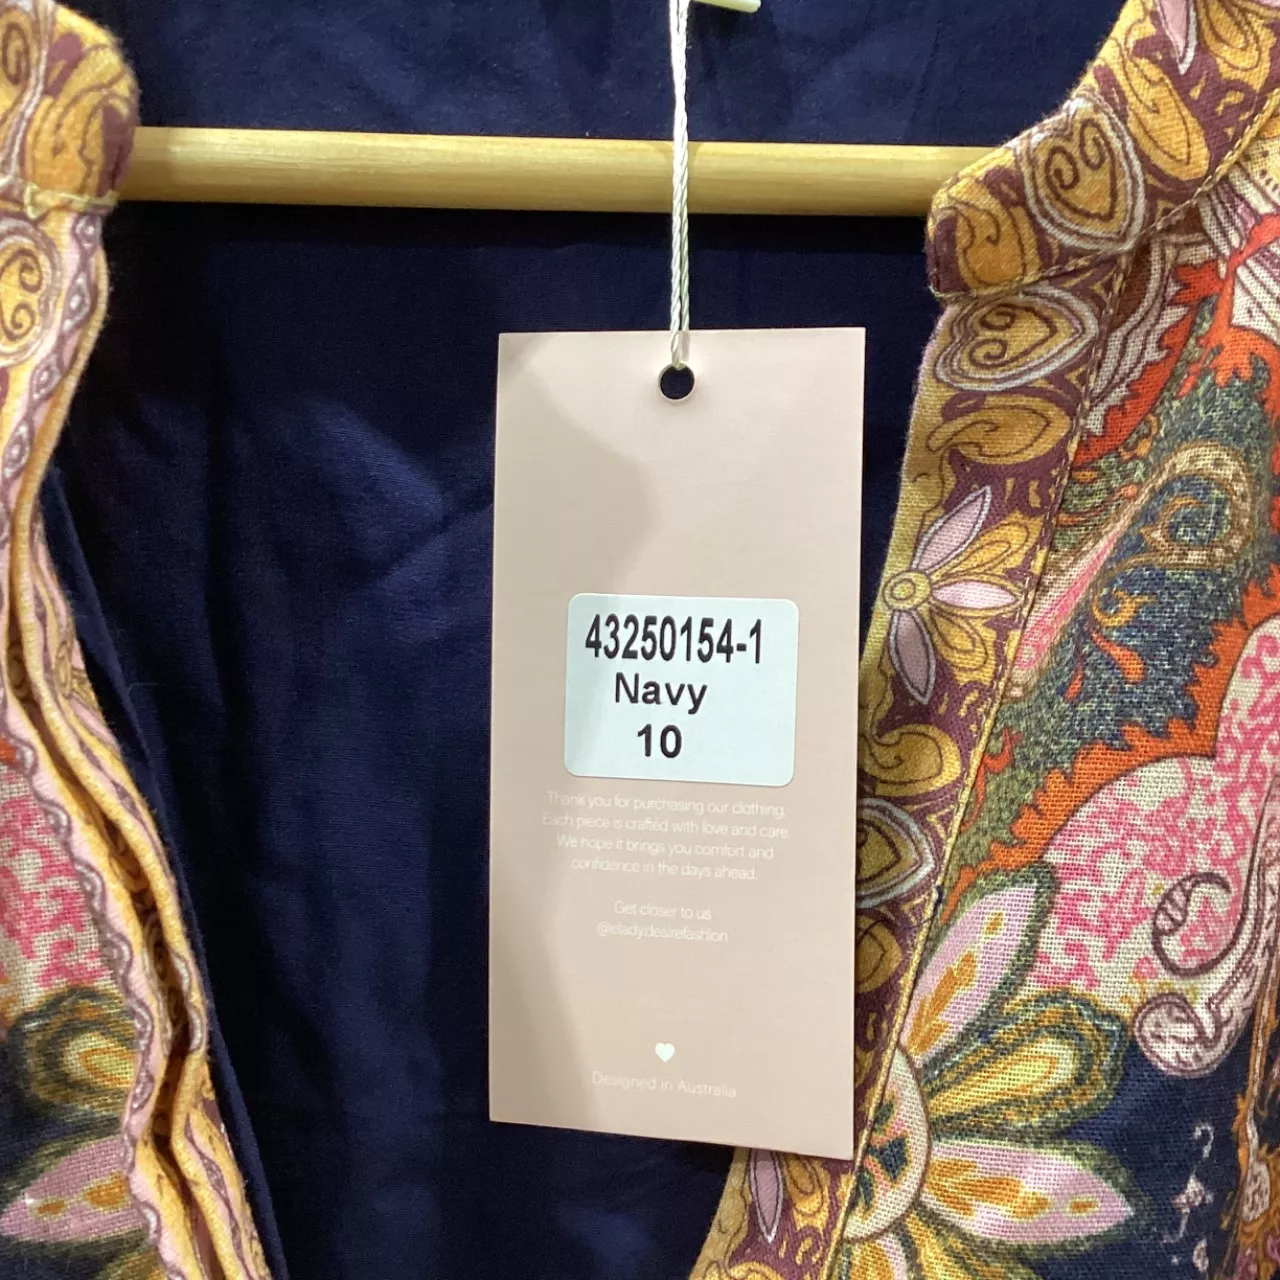 43250154-1
Navy
10
Thank you for purchasing our clothing.
Each piece is crafted with love and care.
We hope it brings you comfort and
confidence in the days ahead.
Get closer to us
@eladydesirefashion
Designed in Australia